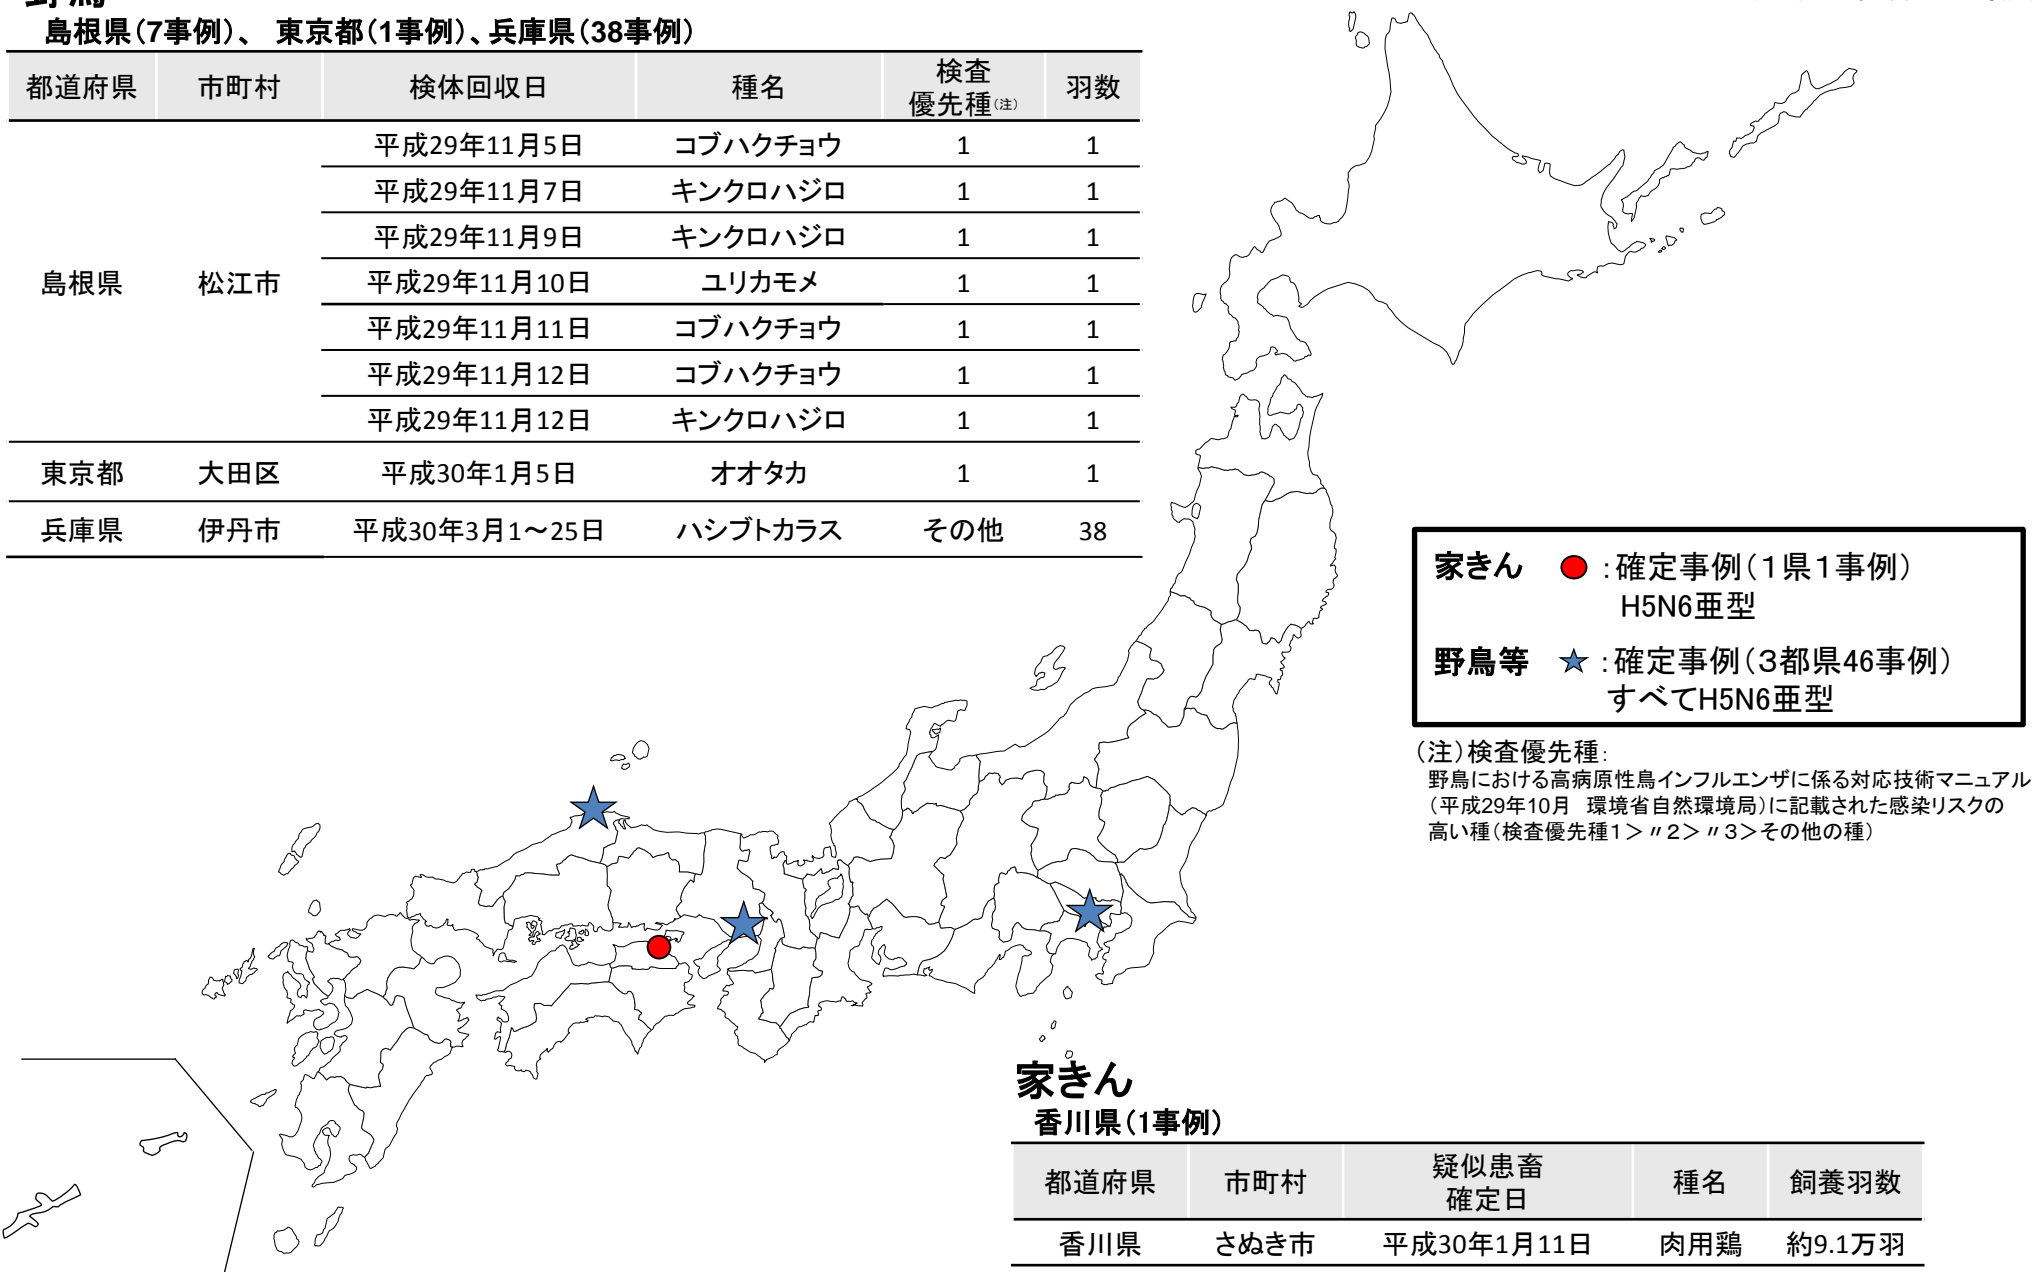 島根県（7事例）、 東京都（1事例）、兵庫県（38事例）
都道府県 市町村 検体回収日 種名 検査優先種（注） 羽数
島根県 松江市 平成29年11月5日 コブハクチョウ 1 1
平成29年11月7日 キンクロハジロ 1 1
平成29年11月9日 キンクロハジロ 1 1
平成29年11月10日 ユリカモメ 1 1
平成29年11月11日 コブハクチョウ 1 1
平成29年11月12日 コブハクチョウ 1 1
平成29年11月12日 キンクロハジロ 1 1
東京都 大田区 平成30年1月5日 オオタカ 1 1
兵庫県 伊丹市 平成30年3月1～25日 ハシブトカラス その他 38
家きん ：確定事例（１県１事例）
H5N6亜型
野鳥等 ：確定事例（３都県46事例）
すべてH5N6亜型
（注）検査優先種：
野鳥における高病原性鳥インフルエンザに係る対応技術マニュアル
（平成29年10月 環境省自然環境局）に記載された感染リスクの
高い種（検査優先種１＞〃２＞〃３＞その他の種）
家きん
香川県（1事例）
都道府県 市町村 疑似患畜確定日 種名 飼養羽数
香川県 さぬき市 平成30年1月11日 肉用鶏 約9.1万羽